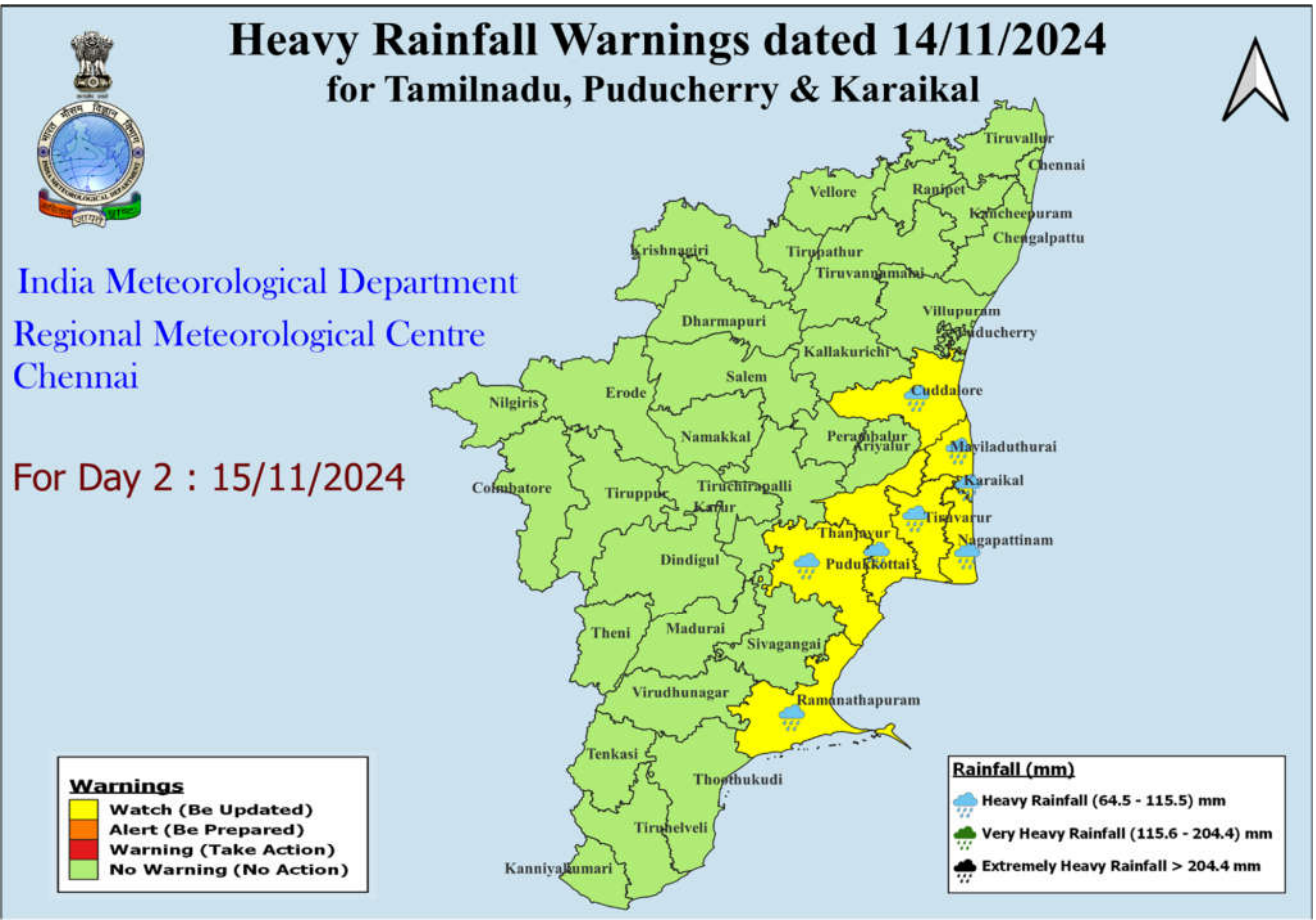 Heavy Rainfall Warnings dated 14/11/2024
for Tamilnadu, Puducherry & Karaikal
INDIA METEOROLOGICAL DEPARTMENT
India Meteorological Department
Regional Meteorological Centre
Chennai
For Day 2 : 15/11/2024
Tiruvallur
Chennai
Vellore
Ranipet
Kancheepuram
Chengalpattu
Krishnagiri
Tirupathur
Tiruvannamalai
Villupuram
Puducherry
Dharmapuri
Kallakurichi
Salem
Cuddalore
Erode
Nilgiris
Namakkal
Perambalur
Ariyalur
Mayiladuthurai
Coimbatore
Tiruppur
Tiruchirapalli
Karur
Karaikal
Tiruvarur
Thanjavur
Nagapattinam
Dindigul
Pudukkottai
Theni
Madurai
Sivagangai
Virudhunagar
Ramanathapuram
Tenkasi
Thoothukudi
Tirunelveli
Kanniyakumari
Warnings
Watch (Be Updated)
Alert (Be Prepared)
Warning (Take Action)
No Warning (No Action)
Rainfall (mm)
Heavy Rainfall (64.5 - 115.5) mm
Very Heavy Rainfall (115.6 - 204.4) mm
Extremely Heavy Rainfall > 204.4 mm